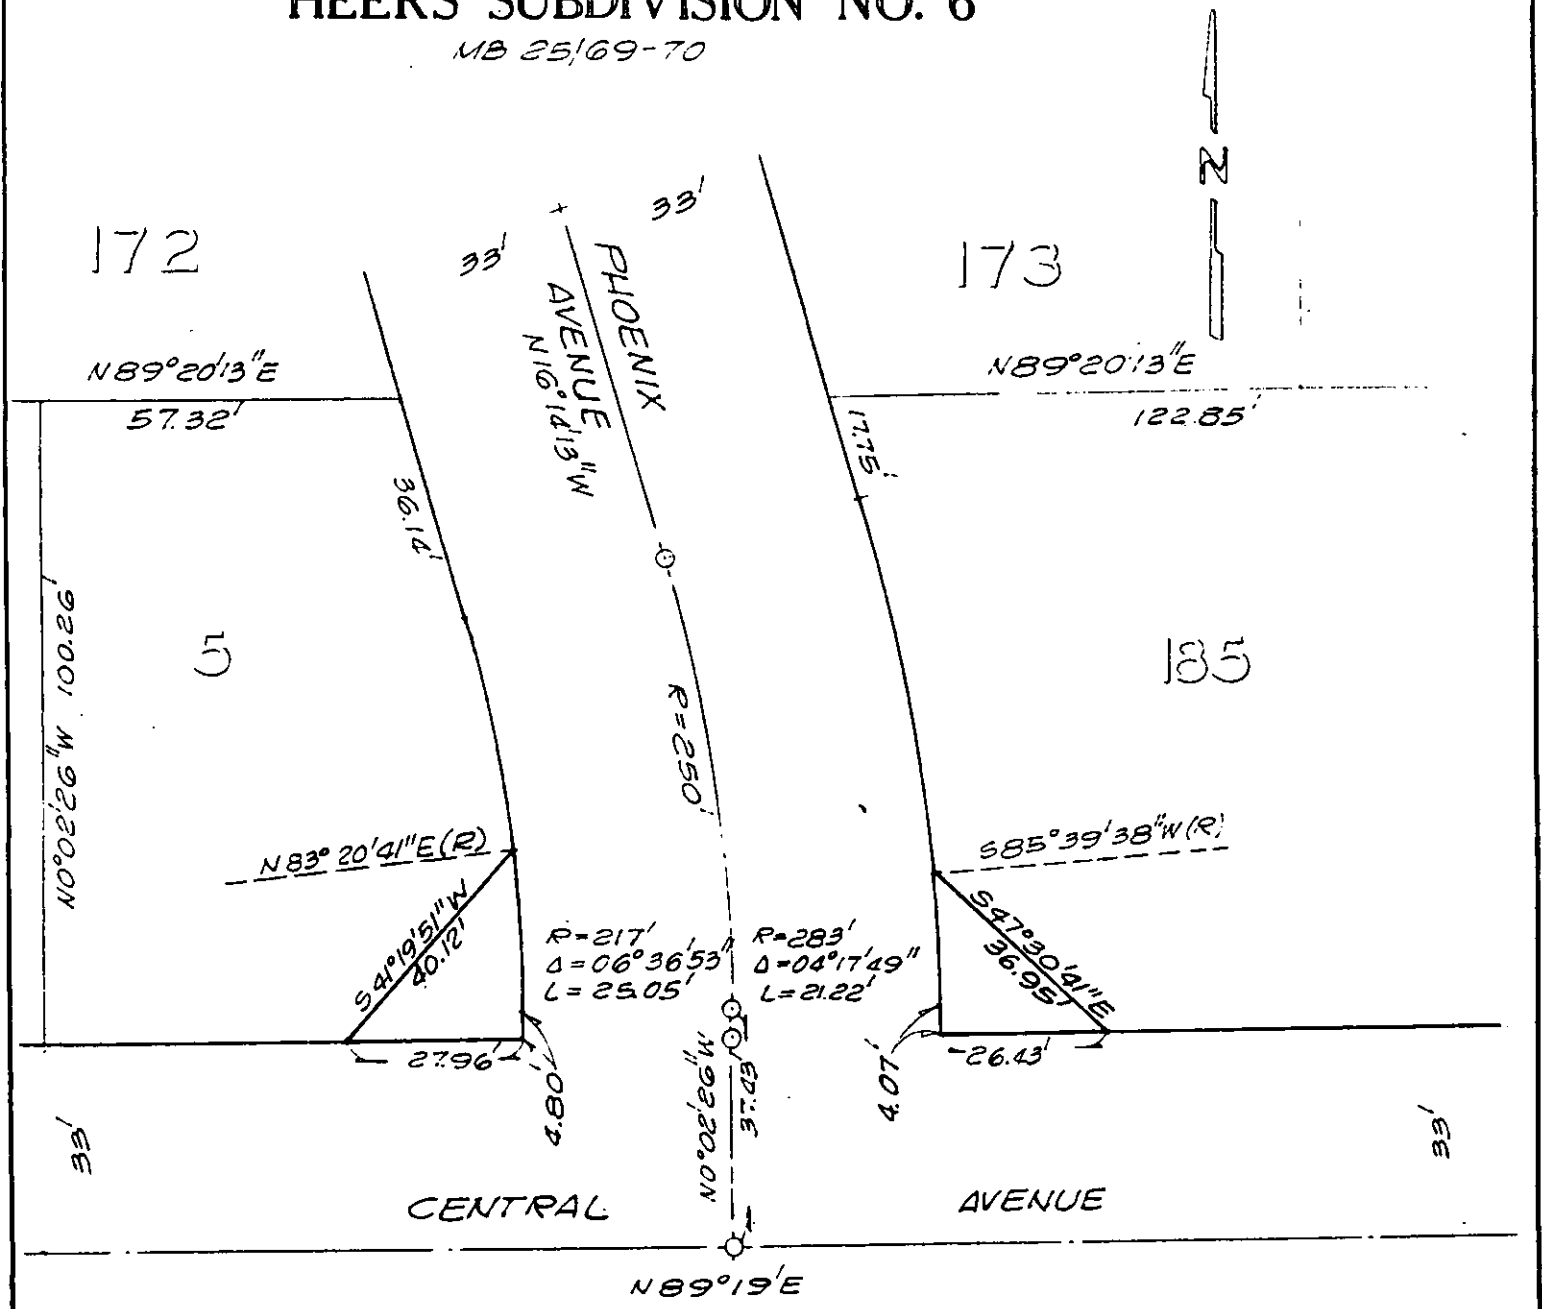 HEERS SUBDIVISION NO. 6
MB 25/69-70
N
33'
33'
172
173
PHOENIX
AVENUE
N16°14'13"W
N89°20'13"E
57.32'
N89°20'13"E
122.85'
17.75'
36.14'
N0°02'26"W 100.26'
5
185
R=250'
N83°20'41"E(R)
S85°39'38"W(R)
S41°19'51"W
40.12'
R=217'
Δ=06°36'53"
L=25.05'
R=283'
Δ=04°17'49"
L=21.22'
S47°30'41"E
36.95'
27.96'
4.80'
N0°02'26"W
37.43'
4.07'
26.43'
33'
33'
CENTRAL AVENUE
N89°19'E